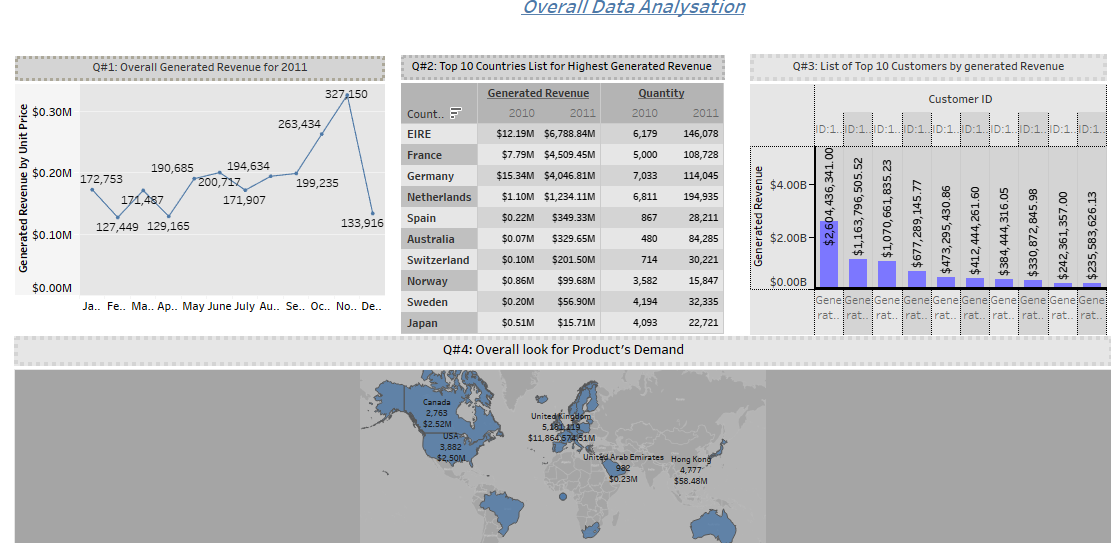 Overall Data Analysation
Q#1: Overall Generated Revenue for 2011
Generated Revenue by Unit Price
$0.30M
$0.20M
$0.10M
$0.00M
172,753
127,449
171,487
129,165
190,685
200,717
171,907
194,634
199,235
263,434
327,150
133,916
Ja.. Fe.. Ma.. Ap.. May June July Au.. Se.. Oc.. No.. De..
Q#2: Top 10 Countries List for Highest Generated Revenue
Generated Revenue Quantity
Count.. 2010 2011 2010 2011
EIRE $12.19M $6,788.84M 6,179 146,078
France $7.79M $4,509.45M 5,000 108,728
Germany $15.34M $4,046.81M 7,033 114,045
Netherlands $1.10M $1,234.11M 6,811 194,935
Spain $0.22M $349.33M 867 28,211
Australia $0.07M $329.65M 480 84,285
Switzerland $0.10M $201.50M 714 30,221
Norway $0.86M $99.68M 3,582 15,847
Sweden $0.20M $56.90M 4,194 32,335
Japan $0.51M $15.71M 4,093 22,721
Q#3: List of Top 10 Customers by generated Revenue
Customer ID
ID:1.. ID:1.. ID:1.. ID:1.. ID:1.. ID:1.. ID:1.. ID:1.. ID:1.. ID:1..
Generated Revenue
$4.00B
$2.00B
$0.00B
$2,604,436,341.00
$1,163,796,505.52
$1,070,661,835.23
$677,289,145.77
$473,295,430.86
$412,444,261.60
$384,444,316.05
$330,872,845.98
$242,361,357.00
$235,583,626.13
Gene Gene Gene Gene Gene Gene Gene Gene Gene Gene
rat.. rat.. rat.. rat.. rat.. rat.. rat.. rat.. rat.. rat..
Q#4: Overall look for Product's Demand
Canada
2,763
$2.52M
USA
3,882
$2.50M
United Kingdom
5,181,119
$11,864,574.51M
United Arab Emirates
982
$0.23M
Hong Kong
4,777
$58.48M